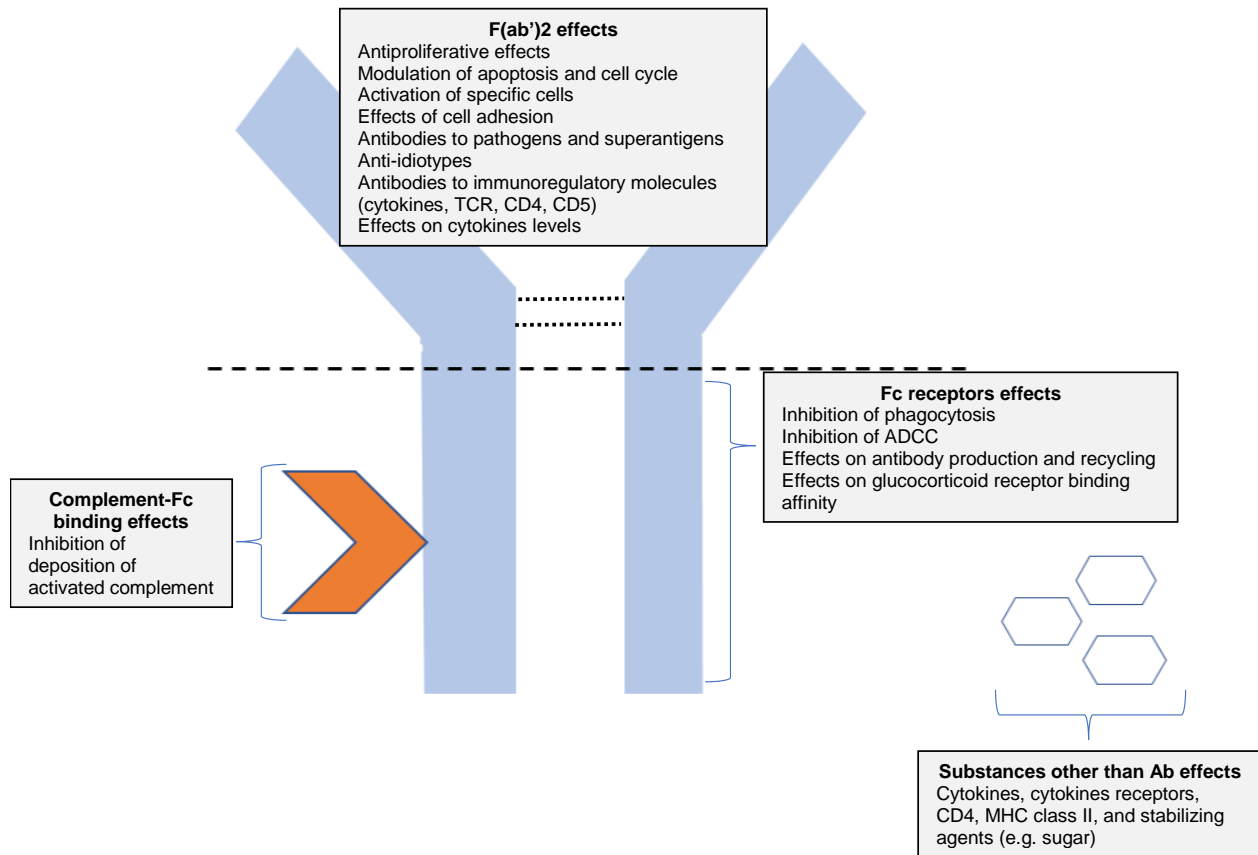 F(ab')2 effects
Antiproliferative effects
Modulation of apoptosis and cell cycle
Activation of specific cells
Effects of cell adhesion
Antibodies to pathogens and superantigens
Anti-idiotypes
Antibodies to immunoregulatory molecules
(cytokines, TCR, CD4, CD5)
Effects on cytokines levels
Fc receptors effects
Inhibition of phagocytosis
Inhibition of ADCC
Effects on antibody production and recycling
Effects on glucocorticoid receptor binding
affinity
Complement-Fc
binding effects
Inhibition of
deposition of
activated complement
Substances other than Ab effects
Cytokines, cytokines receptors,
CD4, MHC class II, and stabilizing
agents (e.g. sugar)